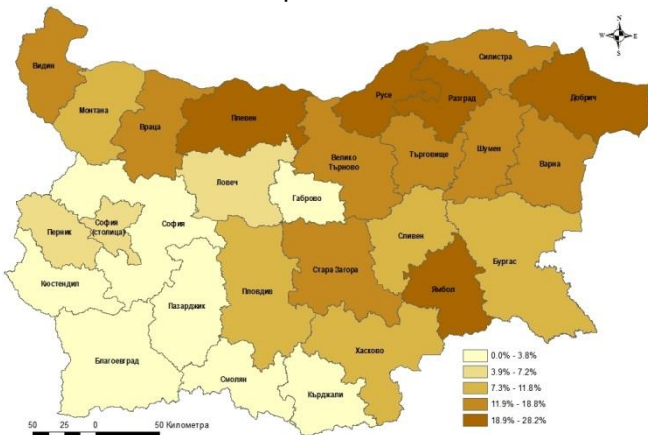 N
W E
S
Видин
Монтана
Враца
Плевен
Русе
Силистра
Разград
Добрич
Велико
Търново
Търговище
Шумен
Варна
Ловеч
Габрово
София
(столица)
София
Перник
Кюстендил
Пазарджик
Пловдив
Стара Загора
Сливен
Ямбол
Бургас
Благоевград
Смолян
Кърджали
Хасково
0.0% - 3.8%
3.9% - 7.2%
7.3% - 11.8%
11.9% - 18.8%
18.9% - 28.2%
50 25 0 50 Километра